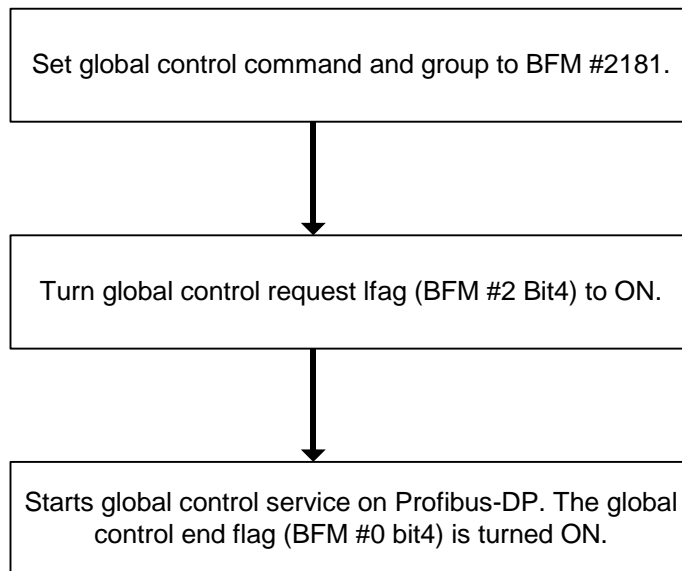 Set global control command and group to BFM #2181.
Turn global control request lfag (BFM #2 Bit4) to ON.
Starts global control service on Profibus-DP. The global
control end flag (BFM #0 bit4) is turned ON.